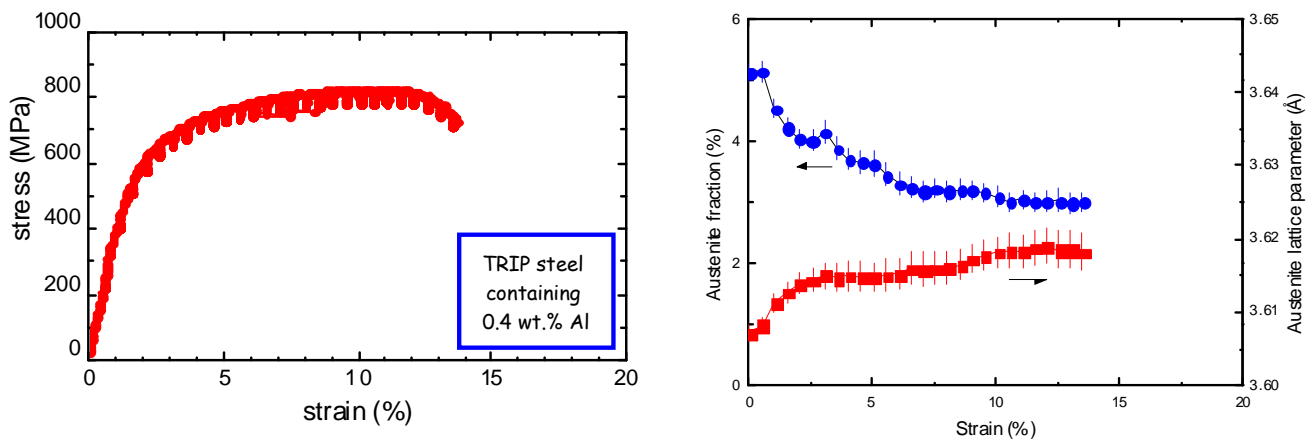 1000
800
600
400
200
0
stress (MPa)
TRIP steel
containing
0.4 wt.% Al
0 5 10 15 20
strain (%)
6
4
2
0
Austenite fraction (%)
3.65
3.64
3.63
3.62
3.61
3.60
Austenite lattice parameter (Å)
0 5 10 15 20
Strain (%)